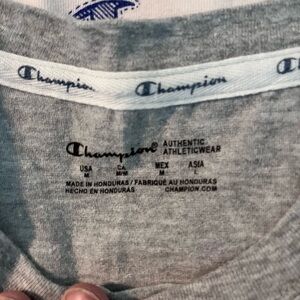 Champion Champion
Champion AUTHENTIC ATHLETICWEAR
USA CA MEX ASIA
M M/M M
MADE IN HONDURAS / FABRIQUÉ AU HONDURAS
HECHO EN HONDURAS CHAMPION.COM